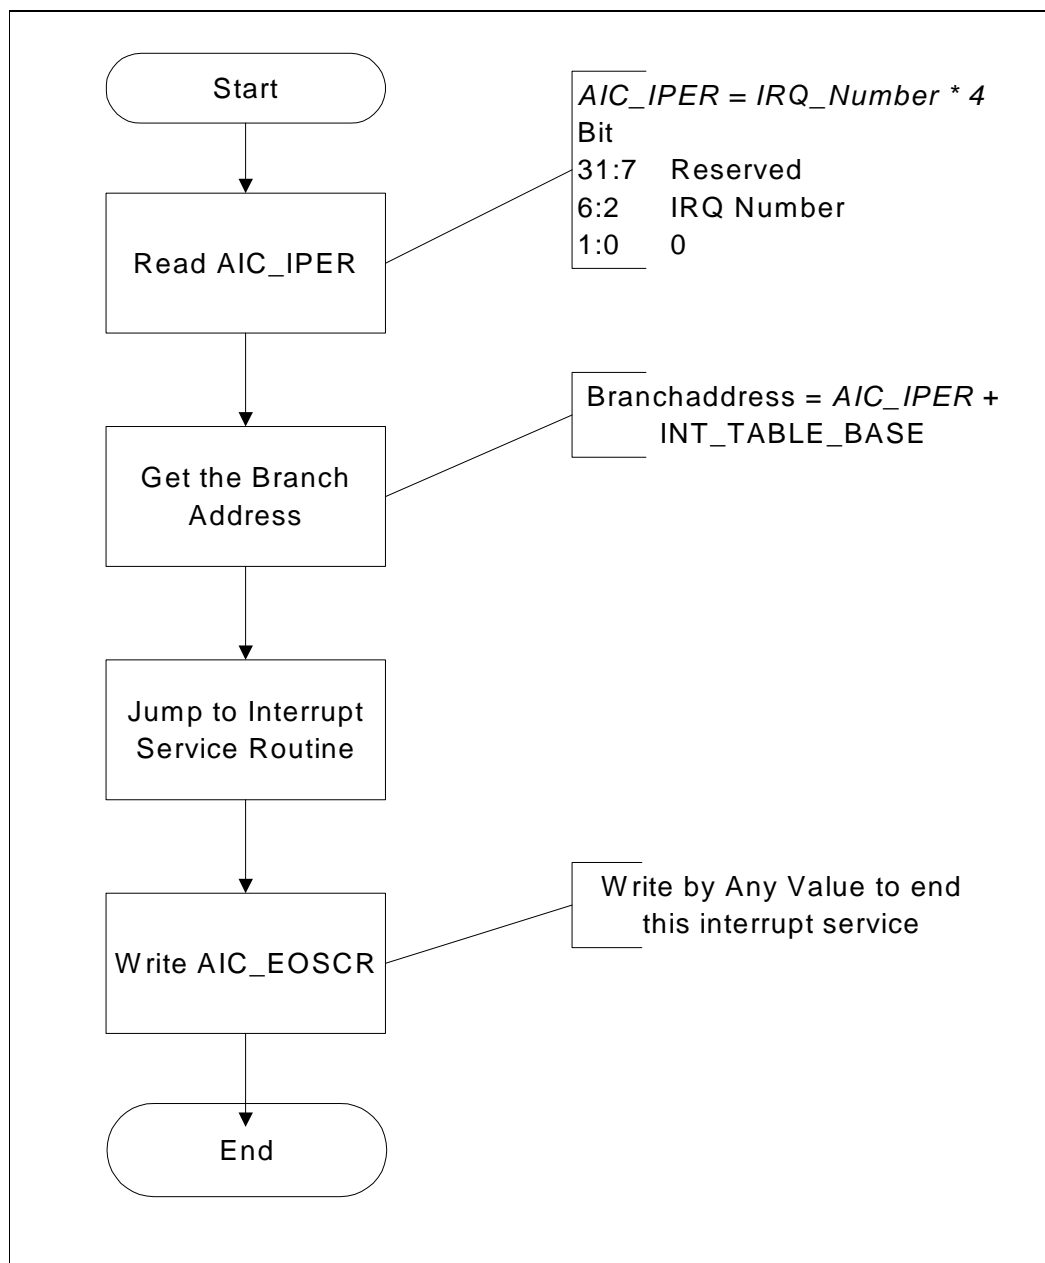 Start
AIC_IPER = IRQ_Number * 4
Bit
31:7 Reserved
6:2 IRQ Number
1:0 0
Read AIC_IPER
Branchaddress = AIC_IPER +
INT_TABLE_BASE
Get the Branch
Address
Jump to Interrupt
Service Routine
Write by Any Value to end
this interrupt service
Write AIC_EOSCR
End